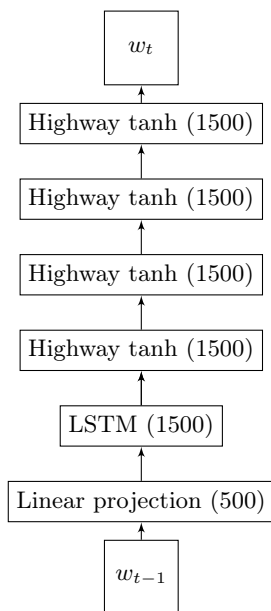 w_t
Highway tanh (1500)
Highway tanh (1500)
Highway tanh (1500)
Highway tanh (1500)
LSTM (1500)
Linear projection (500)
w_{t−1}